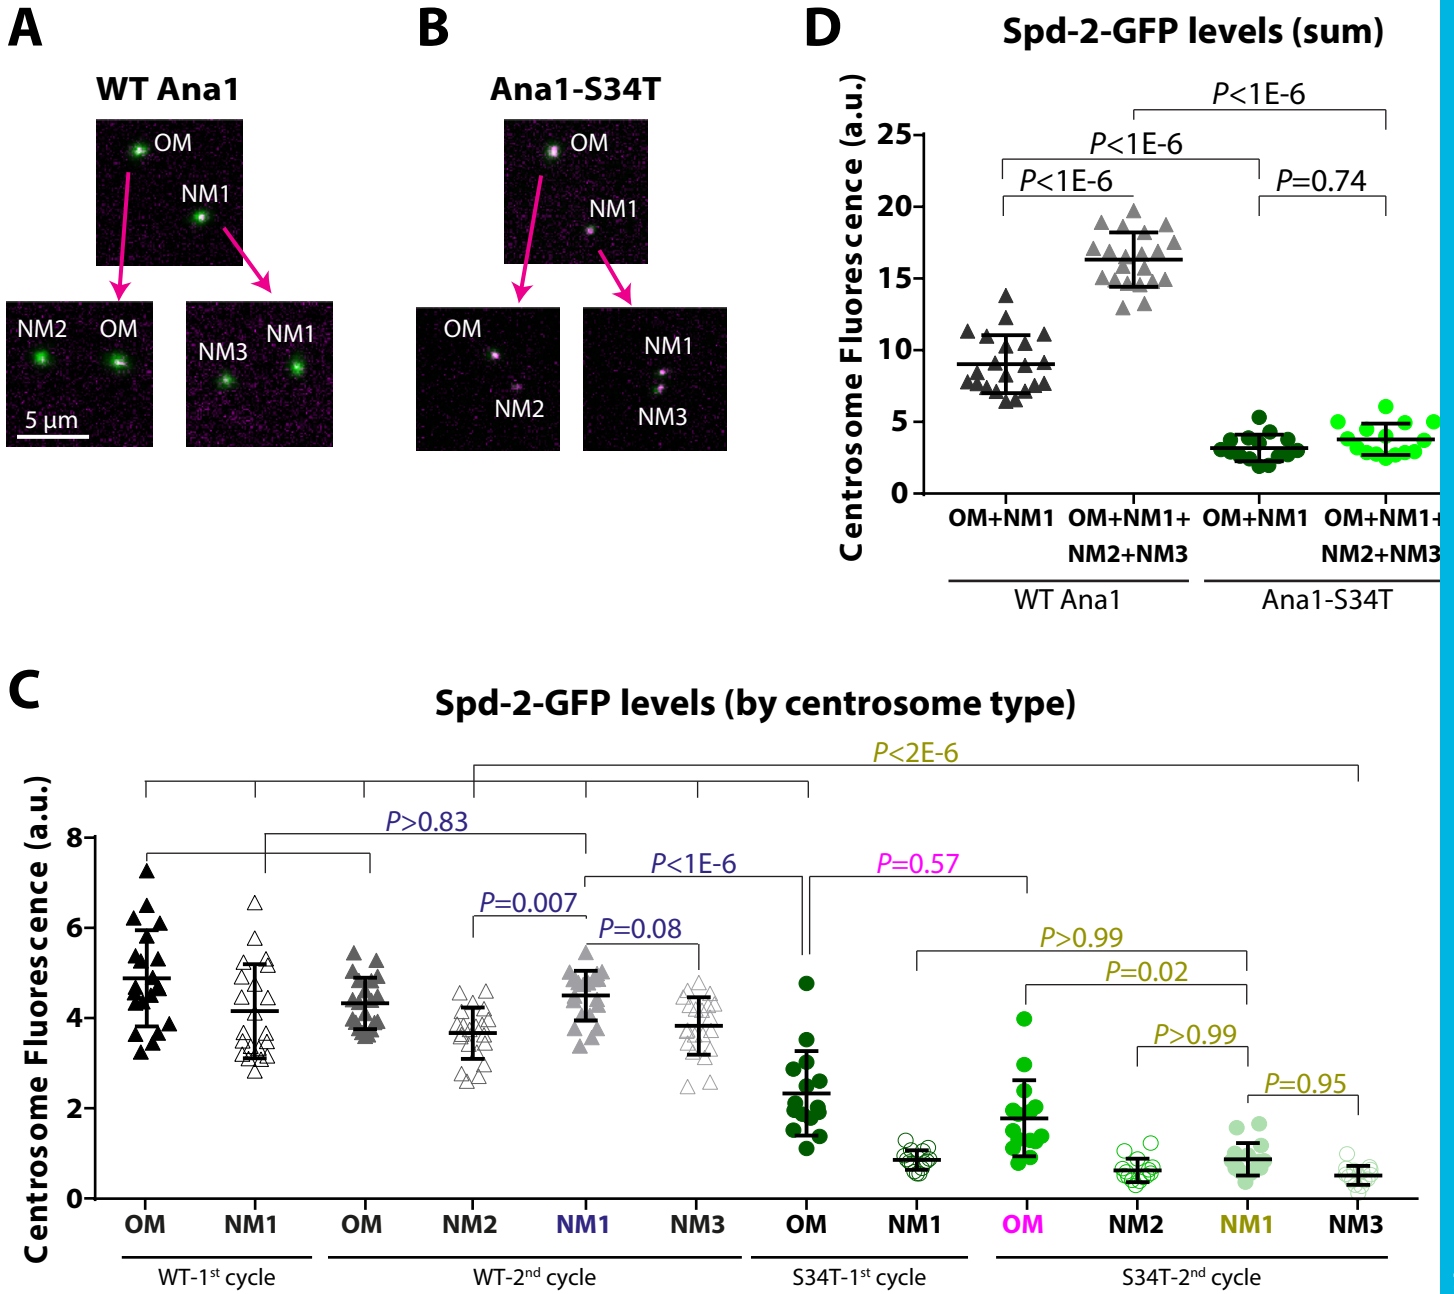 A
WT Ana1
OM
NM1
NM2
OM
NM3
NM1
5 µm
B
Ana1-S34T
OM
NM1
OM
NM2
NM1
NM3
D
Spd-2-GFP levels (sum)
Centrosome Fluorescence (a.u.)
25
20
15
10
5
0
P<1E-6
P<1E-6
P<1E-6
P=0.74
OM+NM1
OM+NM1+
NM2+NM3
OM+NM1
OM+NM1+
NM2+NM3
WT Ana1
Ana1-S34T
C
Spd-2-GFP levels (by centrosome type)
Centrosome Fluorescence (a.u.)
8
6
4
2
0
P<2E-6
P>0.83
P<1E-6
P=0.57
P=0.007
P=0.08
P>0.99
P=0.02
P>0.99
P=0.95
OM
NM1
OM
NM2
NM1
NM3
OM
NM1
OM
NM2
NM1
NM3
WT-1st cycle
WT-2nd cycle
S34T-1st cycle
S34T-2nd cycle